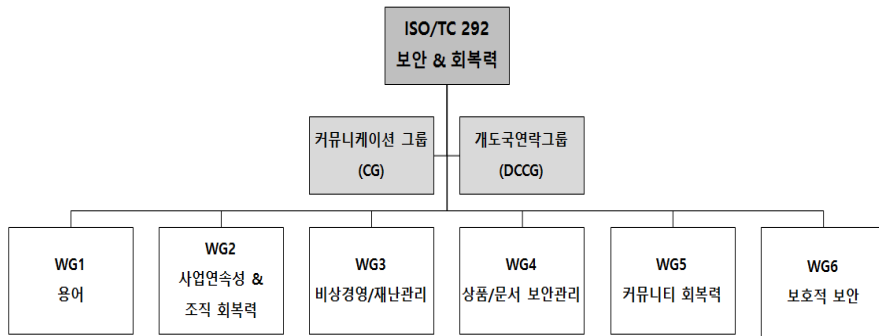 ISO/TC 292
보안 & 회복력
커뮤니케이션 그룹
(CG)
개도국연락그룹
(DCCG)
WG1
용어
WG2
사업연속성 &
조직 회복력
WG3
비상경영/재난관리
WG4
상품/문서 보안관리
WG5
커뮤니티 회복력
WG6
보호적 보안